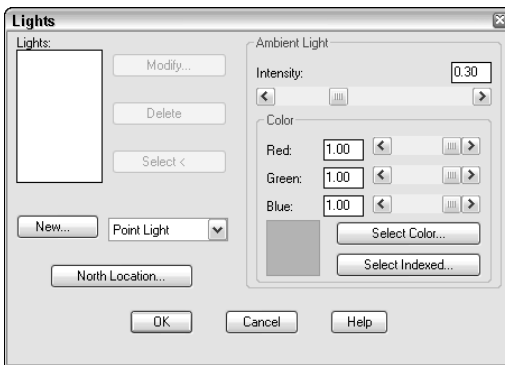 Lights
Lights:
Modify...
Delete
Select <
New...
Point Light
North Location...
Ambient Light
Intensity:
0.30
Color
Red:
1.00
Green:
1.00
Blue:
1.00
Select Color...
Select Indexed...
OK
Cancel
Help